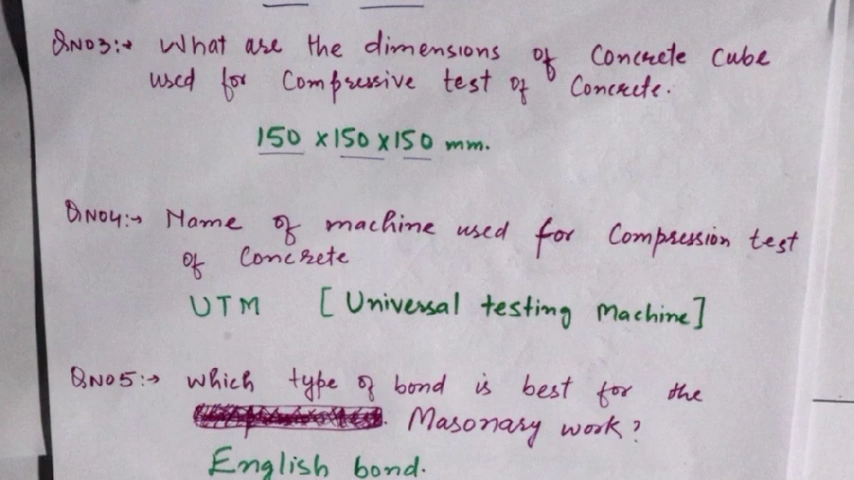 QNO3:→ What are the dimensions of Concrete Cube
used for Compressive test of Concrete.
150 x 150 x 150 mm.
QNO4:→ Name of machine used for Compression test
of Concrete
UTM [Universal testing Machine]
QNO5:→ which type of bond is best for the
Masonary work?
English bond.